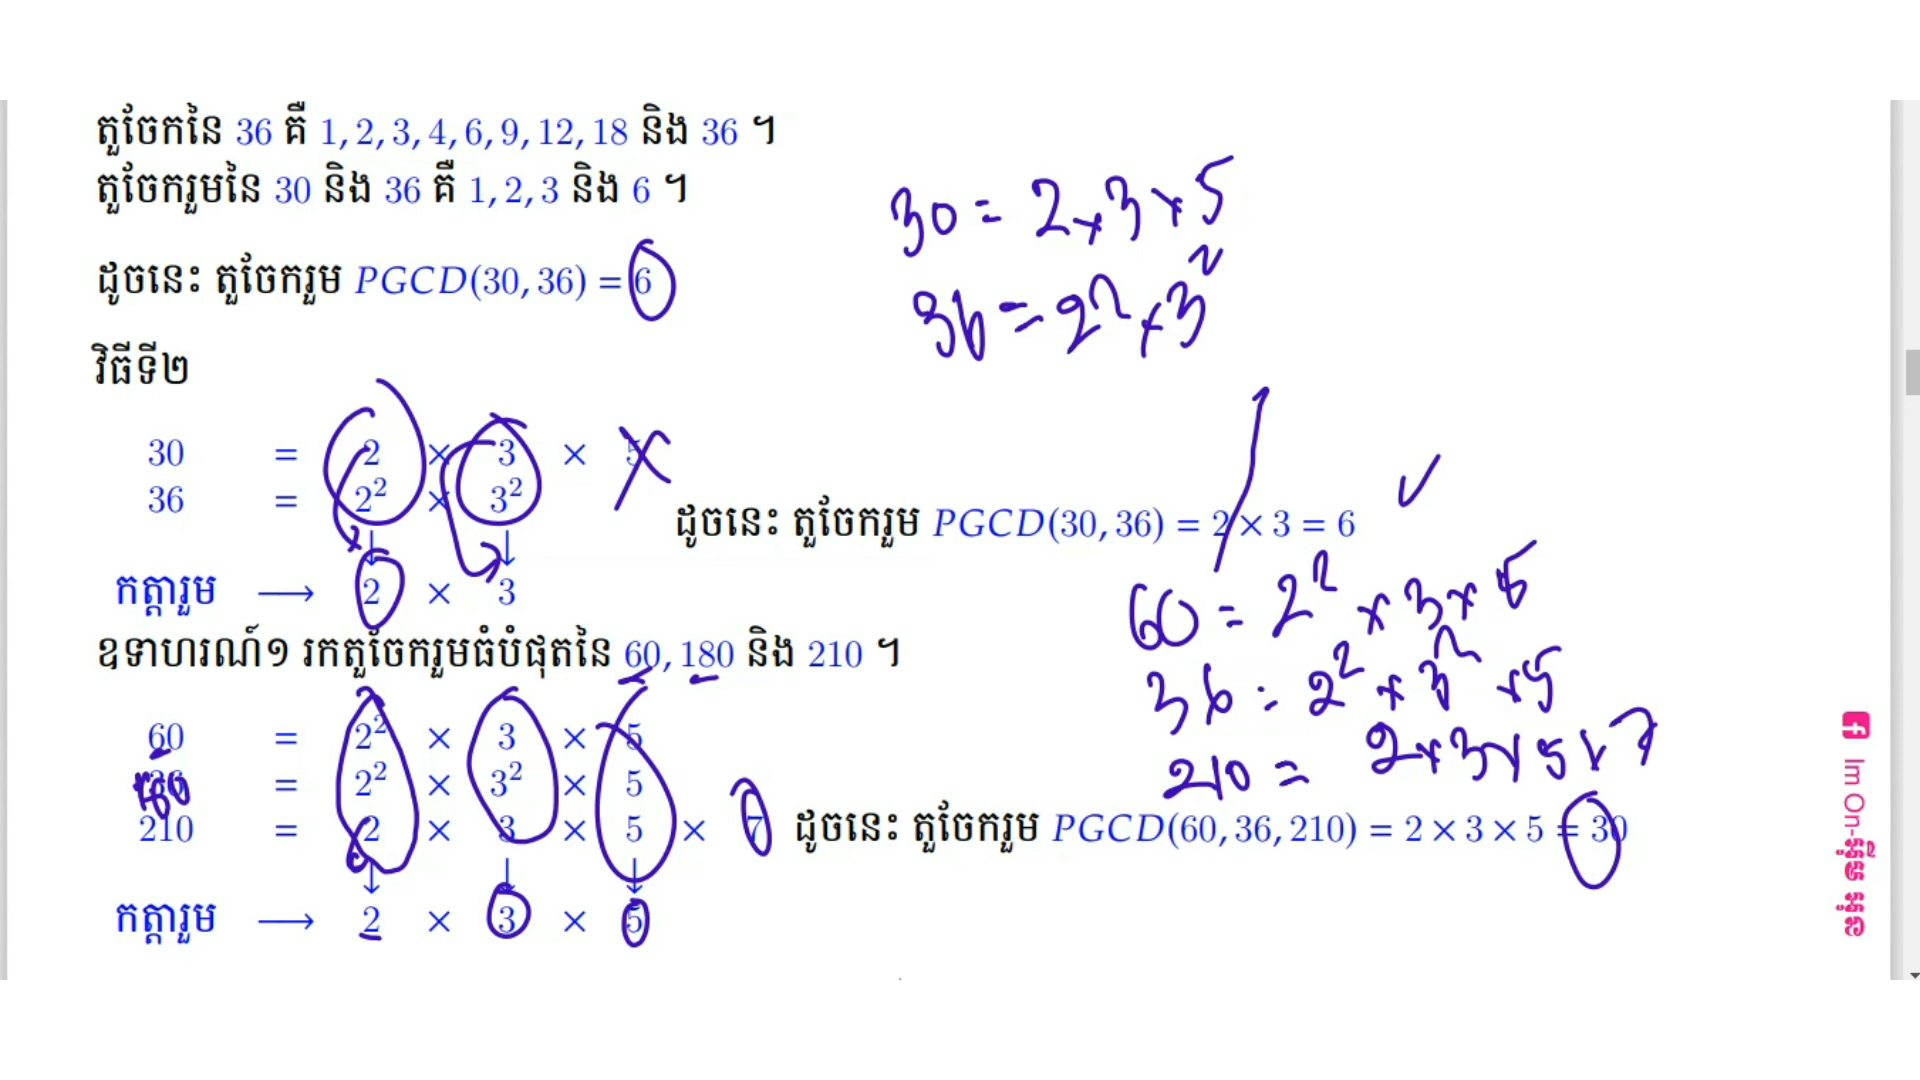 តួចែកនៃ 36 គឺ 1, 2, 3, 4, 6, 9, 12, 18 និង 36 ។
តួចែករួមនៃ 30 និង 36 គឺ 1, 2, 3 និង 6 ។
ដូចនេះ តួចែករួម PGCD(30, 36) = 6
30 = 2 × 3 × 5
36 = 2² × 3²
វិធីទី២
30 = 2 × 3 × 5
36 = 2² × 3²
កត្តារួម ⟶ 2 × 3
ដូចនេះ តួចែករួម PGCD(30, 36) = 2 × 3 = 6
ឧទាហរណ៍១ រកតួចែករួមធំបំផុតនៃ 60, 180 និង 210 ។
60 = 2² × 3 × 5
36 = 2² × 3² × 5
210 = 2 × 3 × 5 × 7
60 = 2² × 3 × 5
180 = 2² × 3² × 5
210 = 2 × 3 × 5 × 7
កត្តារួម ⟶ 2 × 3 × 5
ដូចនេះ តួចែករួម PGCD(60, 36, 210) = 2 × 3 × 5 = 30
Im On-